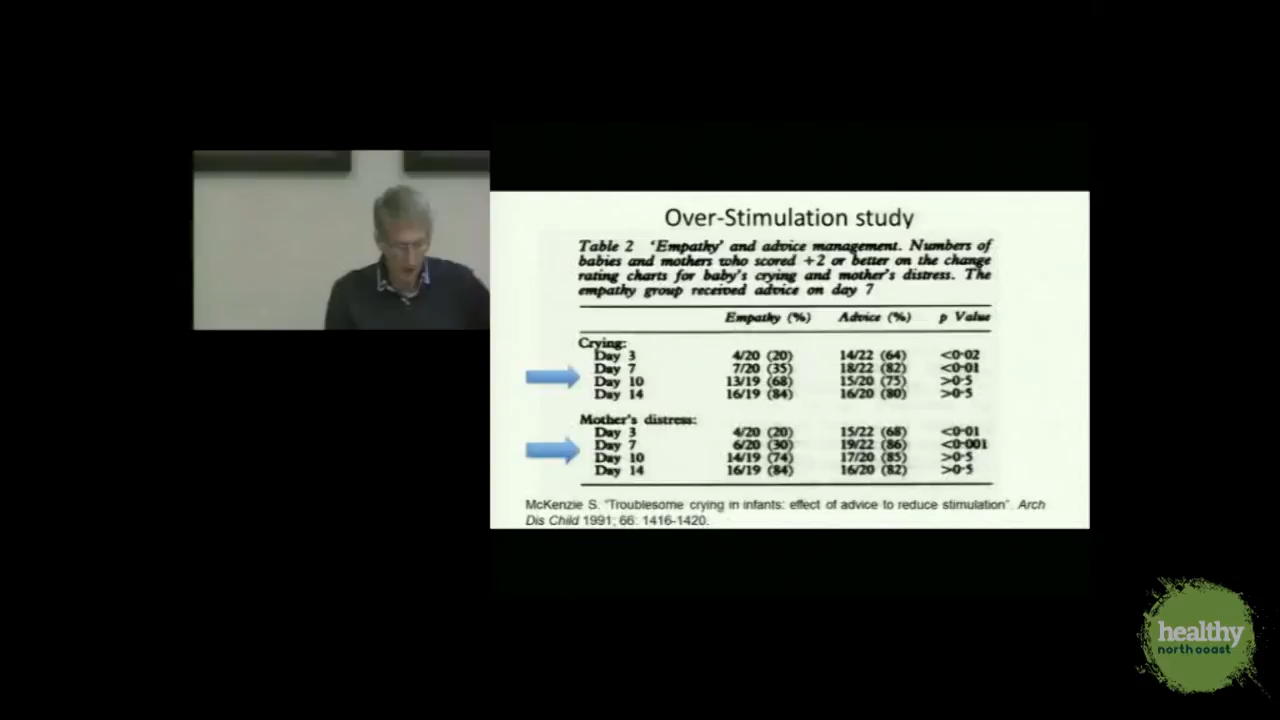 Over-Stimulation study
Table 2 'Empathy' and advice management. Numbers of
babies and mothers who scored +2 or better on the change
rating charts for baby's crying and mother's distress. The
empathy group received advice on day 7
Empathy (%) Advice (%) p Value
Crying:
Day 3 4/20 (20) 14/22 (64) <0·02
Day 7 7/20 (35) 18/22 (82) <0·01
Day 10 13/19 (68) 15/20 (75) >0·5
Day 14 16/19 (84) 16/20 (80) >0·5
Mother's distress:
Day 3 4/20 (20) 15/22 (68) <0·01
Day 7 6/20 (30) 19/22 (86) <0·001
Day 10 14/19 (74) 17/20 (85) >0·5
Day 14 16/19 (84) 16/20 (82) >0·5
McKenzie S. "Troublesome crying in infants: effect of advice to reduce stimulation". Arch
Dis Child 1991; 66: 1416-1420.
healthy
north coast